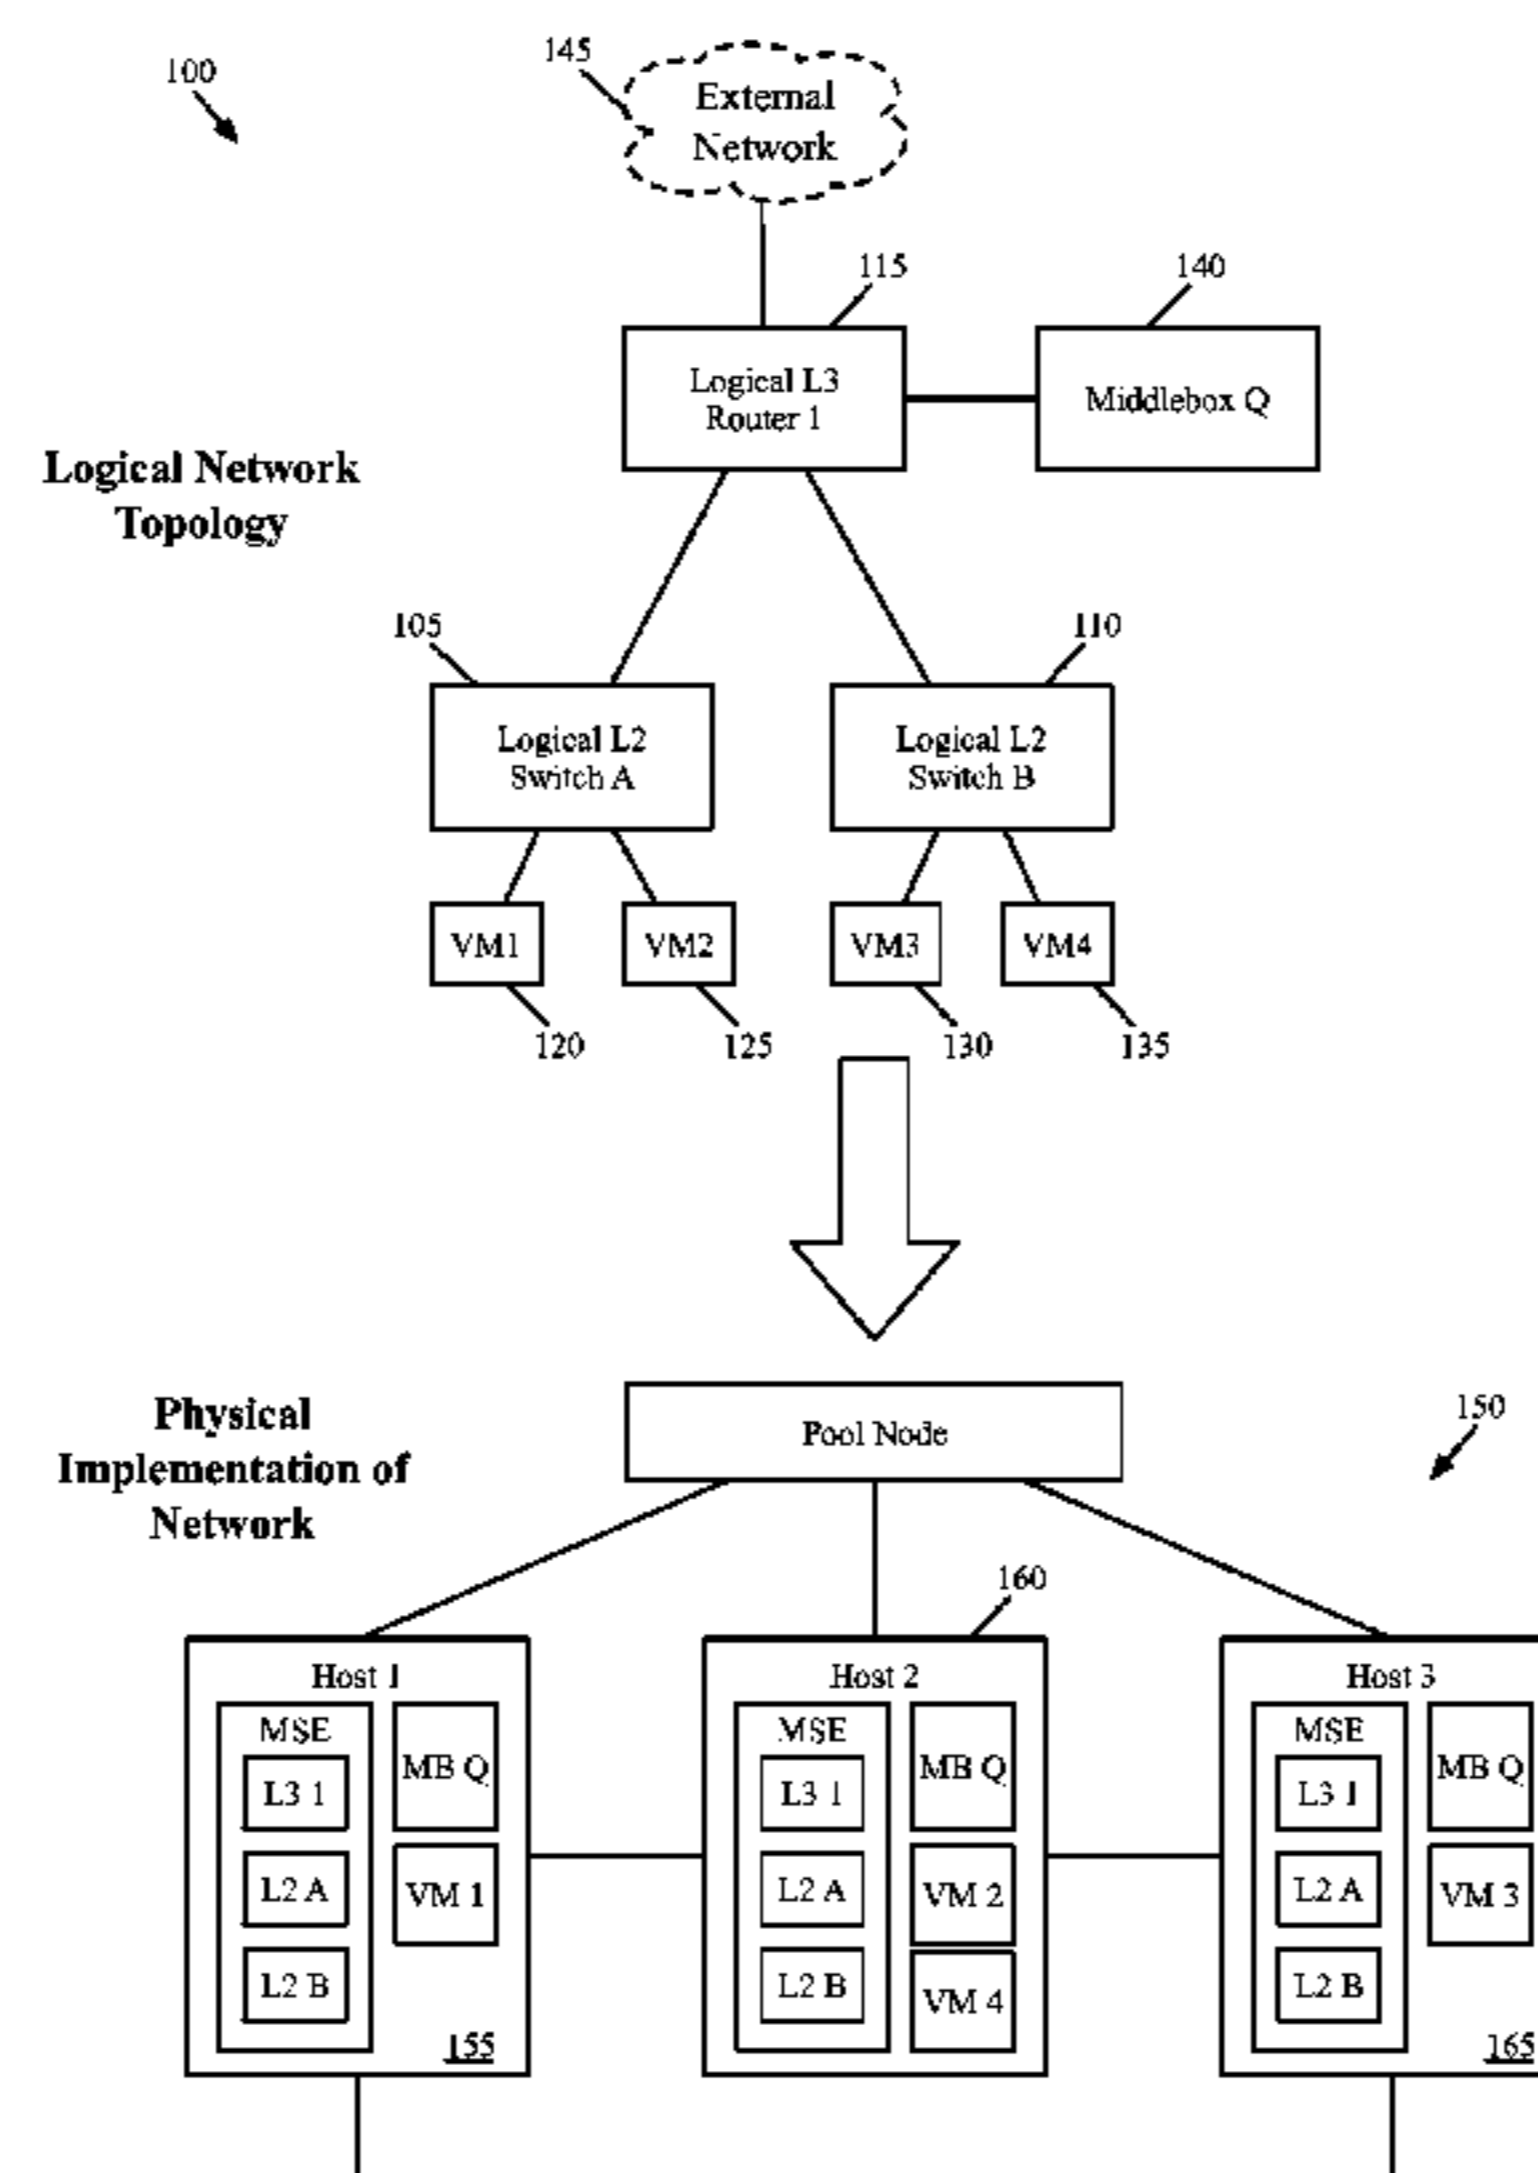 100
145
External
Network
115
140
Logical L3
Router 1
Middlebox Q
Logical Network
Topology
105
110
Logical L2
Switch A
Logical L2
Switch B
VM1
VM2
VM3
VM4
120
125
130
135
Physical
Implementation of
Network
Pool Node
150
160
Host 1
MSE
L3 1
L2 A
L2 B
MB Q
VM 1
155
Host 2
MSE
L3 1
L2 A
L2 B
MB Q
VM 2
VM 4
Host 3
MSE
L3 1
L2 A
L2 B
MB Q
VM 3
165